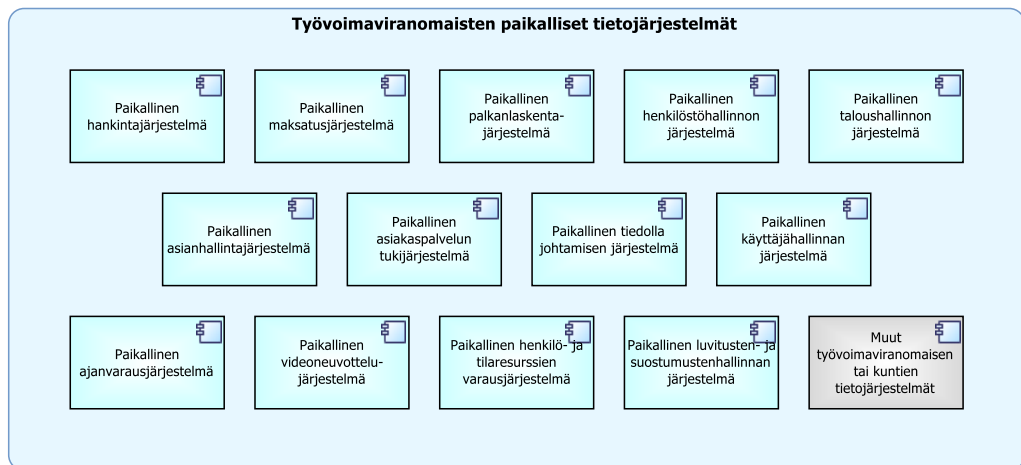 Työvoimaviranomaisten paikalliset tietojärjestelmät
Paikallinen
hankintajärjestelmä
Paikallinen
maksatusjärjestelmä
Paikallinen
palkanlaskenta-
järjestelmä
Paikallinen
henkilöstöhallinnon
järjestelmä
Paikallinen
taloushallinnon
järjestelmä
Paikallinen
asianhallintajärjestelmä
Paikallinen
asiakaspalvelun
tukijärjestelmä
Paikallinen tiedolla
johtamisen järjestelmä
Paikallinen
käyttäjähallinnan
järjestelmä
Paikallinen
ajanvarausjärjestelmä
Paikallinen
videoneuvottelu-
järjestelmä
Paikallinen henkilö- ja
tilaresurssien
varausjärjestelmä
Paikallinen luvitusten- ja
suostumustenhallinnan
järjestelmä
Muut
työvoimaviranomaisen
tai kuntien
tietojärjestelmät